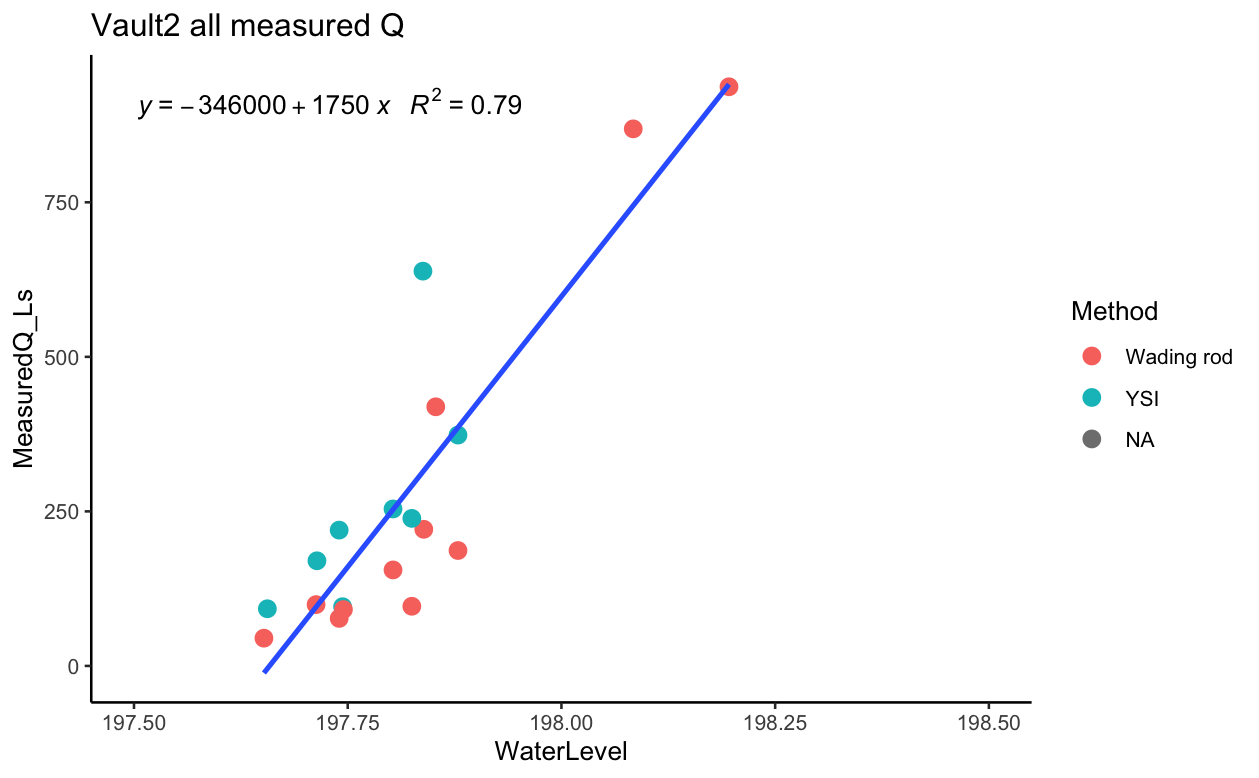 Vault2 all measured Q
y = − 346000 + 1750 x R² = 0.79
MeasuredQ_Ls
750
500
250
0
197.50 197.75 198.00 198.25 198.50
WaterLevel
Method
Wading rod
YSI
NA